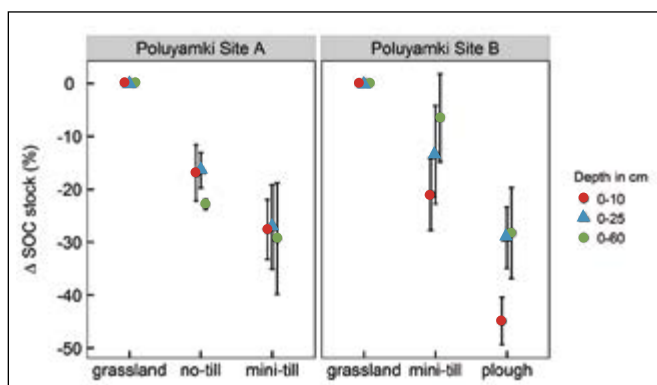 Poluyamki Site A Poluyamki Site B
0
-10
-20
-30
-40
-50
Δ SOC stock (%)
grassland no-till mini-till grassland mini-till plough
Depth in cm
0-10
0-25
0-60